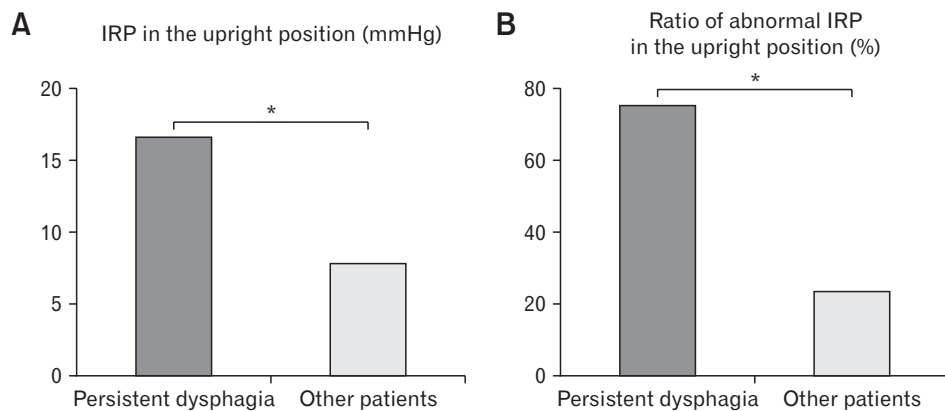 A
IRP in the upright position (mmHg)
20
15
10
5
0
*
Persistent dysphagia
Other patients
B
Ratio of abnormal IRP
in the upright position (%)
80
60
40
20
0
*
Persistent dysphagia
Other patients